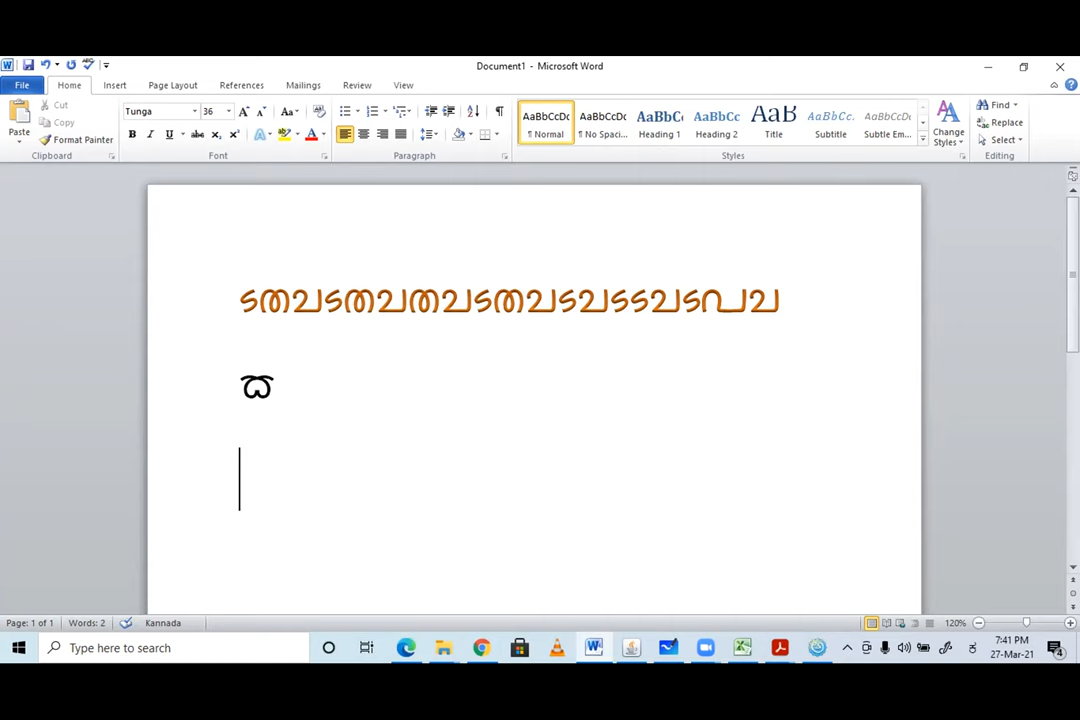 Document1 - Microsoft Word
File Home Insert Page Layout References Mailings Review View
Paste
Cut
Copy
Format Painter
Clipboard
Tunga 36
Font
Paragraph
AaBbCcDc ¶ Normal
AaBbCcDc ¶ No Spaci...
AaBbCc Heading 1
AaBbCc Heading 2
AaB Title
AaBbCc. Subtitle
AaBbCcDc Subtle Em...
Change Styles
Styles
Find
Replace
Select
Editing
ടതവടതവതവടതവടവടടവടപവ
ದ
Page: 1 of 1 Words: 2 Kannada 120%
Type here to search
ಕ
7:41 PM
27-Mar-21
4